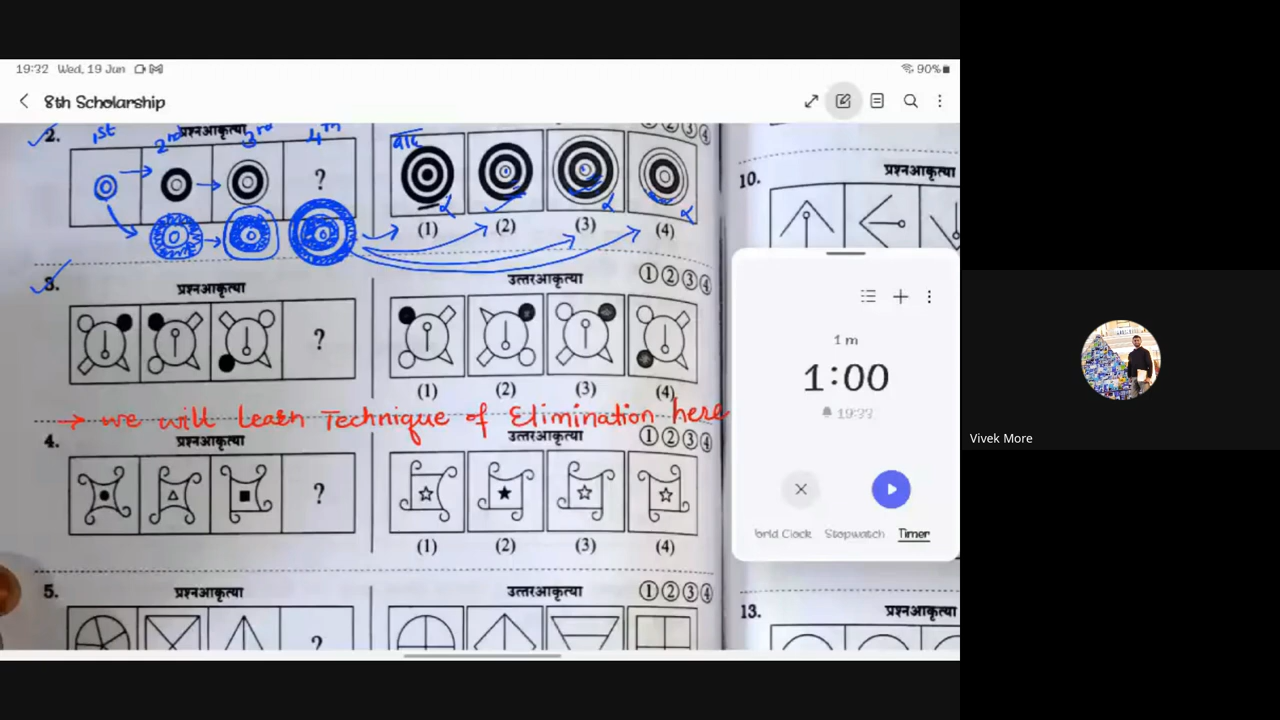 19:32 Wed, 19 Jun
90%
8th Scholarship
2.
1st
2nd
प्रश्नआकृत्या
3rd
4th
①②③④
?
(1) (2) (3) (4)
3.
प्रश्नआकृत्या
उत्तरआकृत्या
①②③④
?
(1) (2) (3) (4)
→ we will learn Technique of Elimination here
4.
प्रश्नआकृत्या
उत्तरआकृत्या
①②③④
?
(1) (2) (3) (4)
5.
प्रश्नआकृत्या
उत्तरआकृत्या
①②③④
?
10.
प्रश्नआकृत्या
1 m
1:00
19:33
orld Clock Stopwatch Timer
13.
प्रश्नआकृत्या
Vivek More